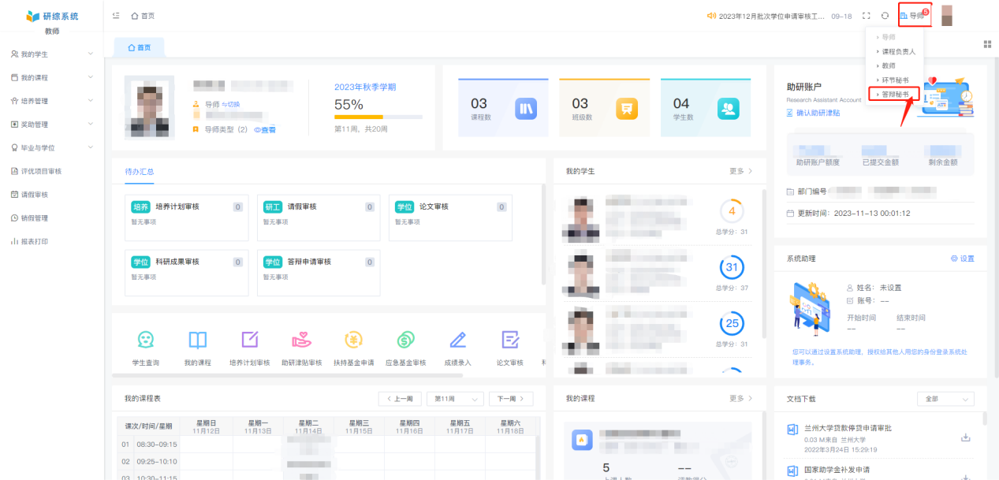 研综系统
教师
首页
2023年12月批次学位申请审核工... 09-18
导师 5
导师
课程负责人
教师
环节秘书
答辩秘书
首页
我的学生
我的课程
培养管理
奖助管理
毕业与学位
评优项目审核
请假审核
销假管理
报表打印
导师 切换
导师类型（2） 查看
2023年秋季学期
55%
第11周，共20周
03
课程数
03
班级数
04
学生数
助研账户
Research Assistant Account
确认助研津贴
助研账户额度 已提交金额 剩余金额
部门编号
更新时间：2023-11-13 00:01:12
待办汇总
培养 培养计划审核 0
暂无事项
研工 请假审核 0
暂无事项
学位 论文审核 0
暂无事项
学位 科研成果审核 0
暂无事项
学位 答辩申请审核 0
暂无事项
我的学生 更多
4
总学分：31
31
总学分：37
25
总学分：31
系统助理 设置
姓名：未设置
账号：--
开始时间 结束时间
-- --
您可以通过设置系统助理，授权给其他人用您的身份登录系统处
理事务。
学生查询 我的课程 培养计划审核 助研津贴审核 扶持基金申请 应急基金审核 成绩录入 论文审核
我的课程表 上一周 第11周 下一周
课次/时间/星期 星期日 星期一 星期二 星期三 星期四 星期五 星期六
11月12日 11月13日 11月14日 11月15日 11月16日 11月17日 11月18日
01 08:30-09:15
02 09:25-10:10
03 10:30-11:15
我的课程 更多
5 --
上课人数 评教得分
文档下载 全部
兰州大学贷款停贷申请审批
0.03 M来自 兰州大学
2022年3月24日 15:29:19
国家助学金补发申请